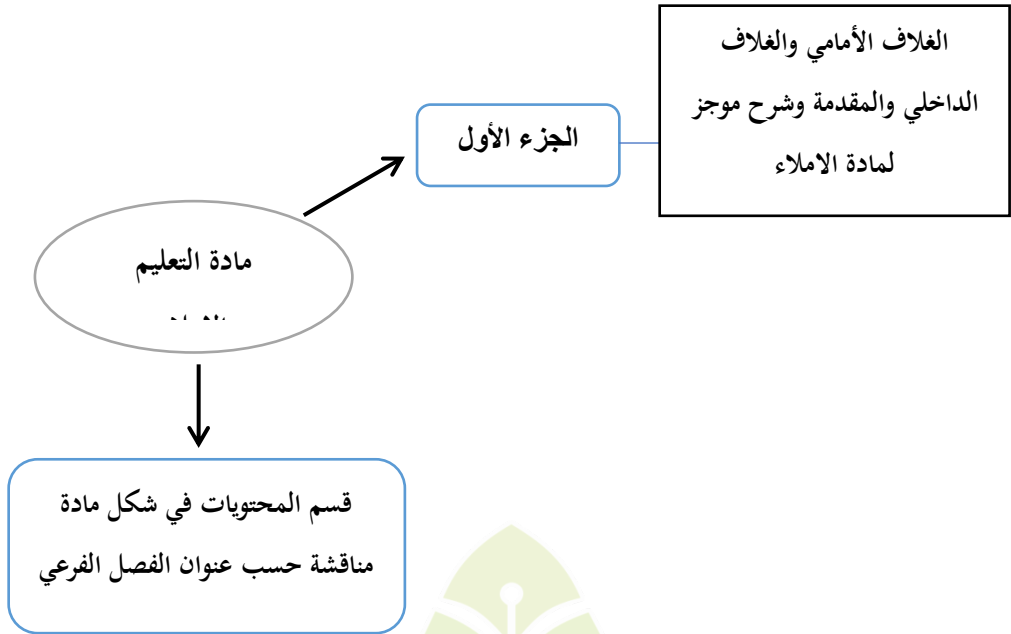 الغلاف الأمامي والغلاف
الداخلي والمقدمة وشرح موجز
لمادة الاملاء
الجزء الأول
مادة التعليم
قسم المحتويات في شكل مادة
مناقشة حسب عنوان الفصل الفرعي